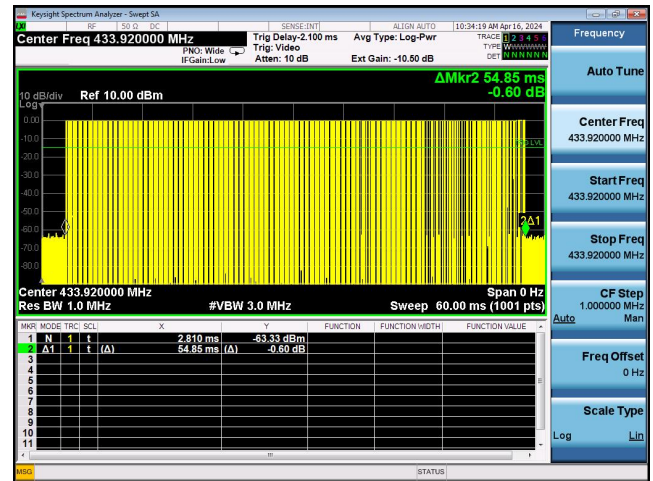 Keysight Spectrum Analyzer - Swept SA
LXI RF 50 Ω DC SENSE:INT ALIGN AUTO 10:34:19 AM Apr 16, 2024
Center Freq 433.920000 MHz
PNO: Wide
IFGain:Low
Trig Delay-2.100 ms
Trig: Video
Atten: 10 dB
Avg Type: Log-Pwr
Ext Gain: -10.50 dB
TRACE 1 2 3 4 5 6
TYPE WWWWWW
DET N N N N N N
Frequency
Auto Tune
Center Freq
433.920000 MHz
Start Freq
433.920000 MHz
Stop Freq
433.920000 MHz
CF Step
1.000000 MHz
Auto Man
Freq Offset
0 Hz
Scale Type
Log Lin
ΔMkr2 54.85 ms
-0.60 dB
10 dB/div Ref 10.00 dBm
Log
0.00
-10.0
-20.0
-30.0
-40.0
-50.0
-60.0
-70.0
-80.0
LVL
2Δ1
Center 433.920000 MHz Span 0 Hz
Res BW 1.0 MHz #VBW 3.0 MHz Sweep 60.00 ms (1001 pts)
MKR MODE TRC SCL X Y FUNCTION FUNCTION WIDTH FUNCTION VALUE
1 N 1 t 2.810 ms -63.33 dBm
2 Δ1 1 t (Δ) 54.85 ms (Δ) -0.60 dB
3
4
5
6
7
8
9
10
11
MSG STATUS